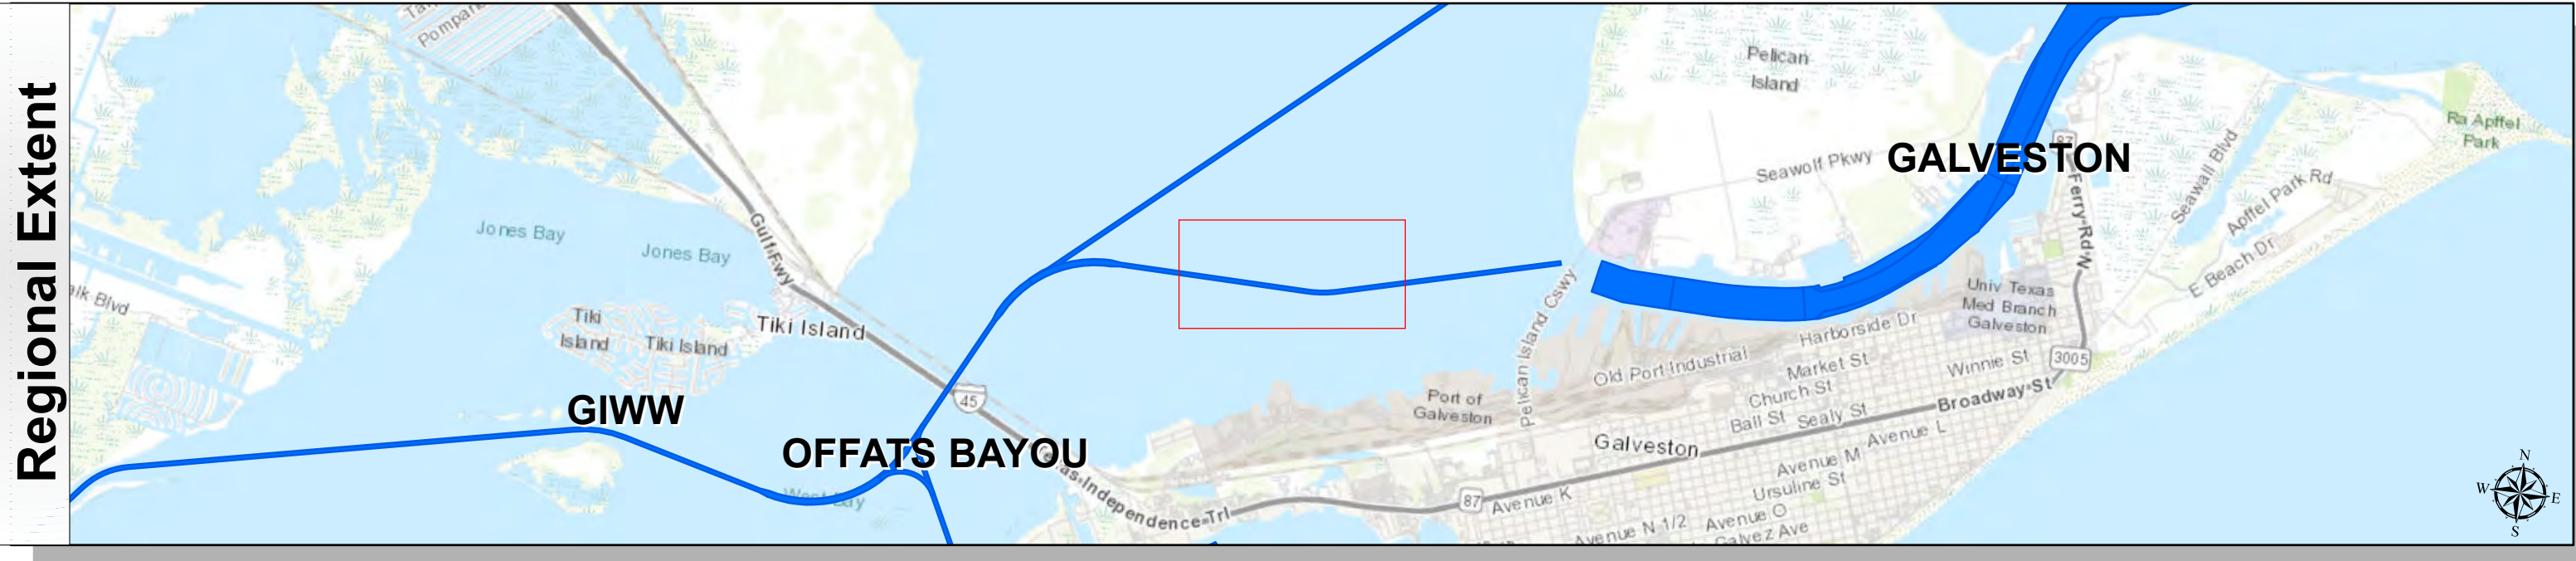 Regional Extent
Pompano
Pelican
Island
Ra Apffel
Park
87
Seawolf Pkwy
GALVESTON
Seawall Blvd
Ferry Rd N
Apffel Park Rd
E Beach Dr
Jones Bay
Jones Bay
Gulf Fwy
Tiki
Island
Tiki Island
Tiki Island
Univ Texas
Med Branch
Galveston
Pelican Island Cswy
Harborside Dr
Old Port Industrial
Market St
Winnie St
3005
Church St
Broadway St
45
Port of
Galveston
Ball St
Sealy St
GIWW
Avenue L
Galveston
OFFATS BAYOU
Avenue M
Ursuline St
West Bay
Independence Trl
87
Avenue K
Avenue O
Avenue N 1/2
Galvez Ave
N
W
E
S